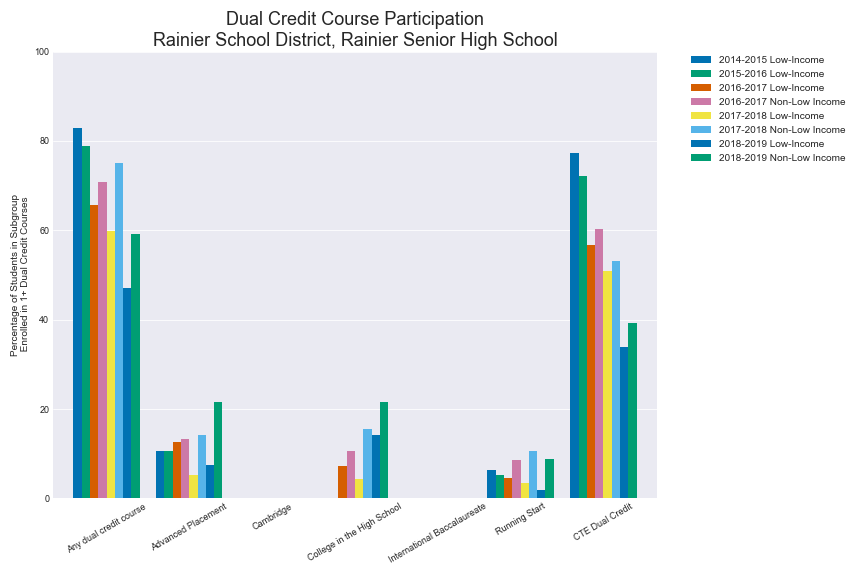 Dual Credit Course Participation
Rainier School District, Rainier Senior High School
Percentage of Students in Subgroup
Enrolled in 1+ Dual Credit Courses
100
80
60
40
20
0
Any dual credit course
Advanced Placement
Cambridge
College in the High School
International Baccalaureate
Running Start
CTE Dual Credit
2014-2015 Low-Income
2015-2016 Low-Income
2016-2017 Low-Income
2016-2017 Non-Low Income
2017-2018 Low-Income
2017-2018 Non-Low Income
2018-2019 Low-Income
2018-2019 Non-Low Income